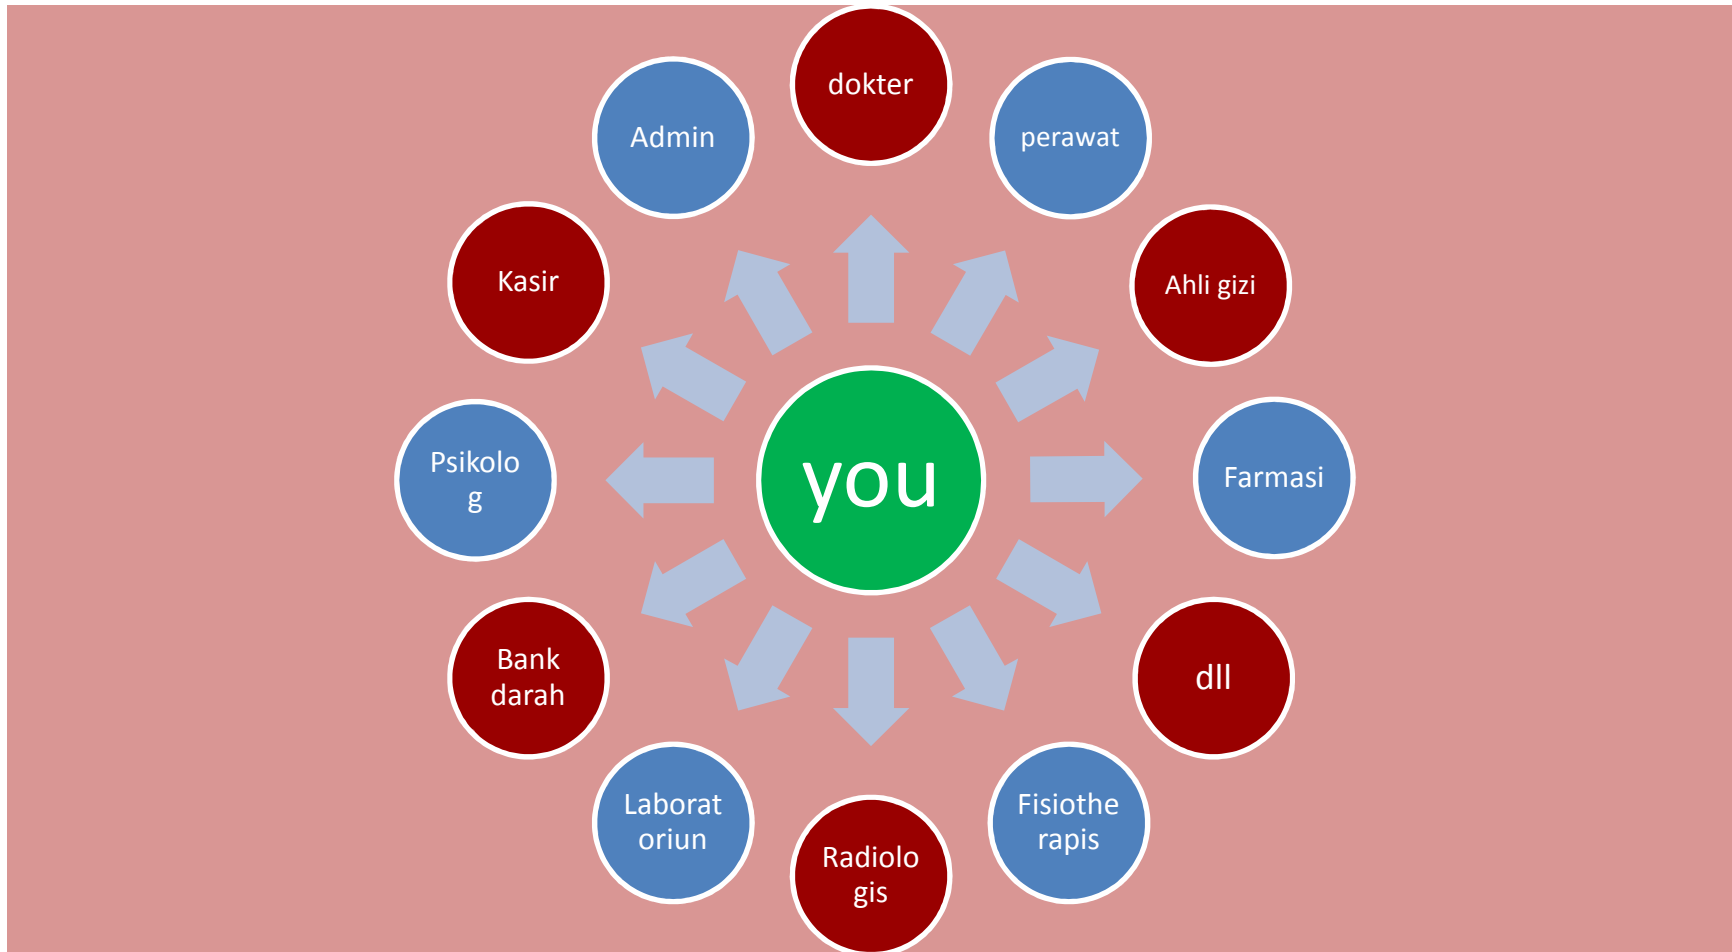 dokter
perawat
Ahli gizi
Farmasi
dll
Fisiothe
rapis
Radiolo
gis
Laborat
oriun
Bank
darah
Psikolo
g
Kasir
Admin
you